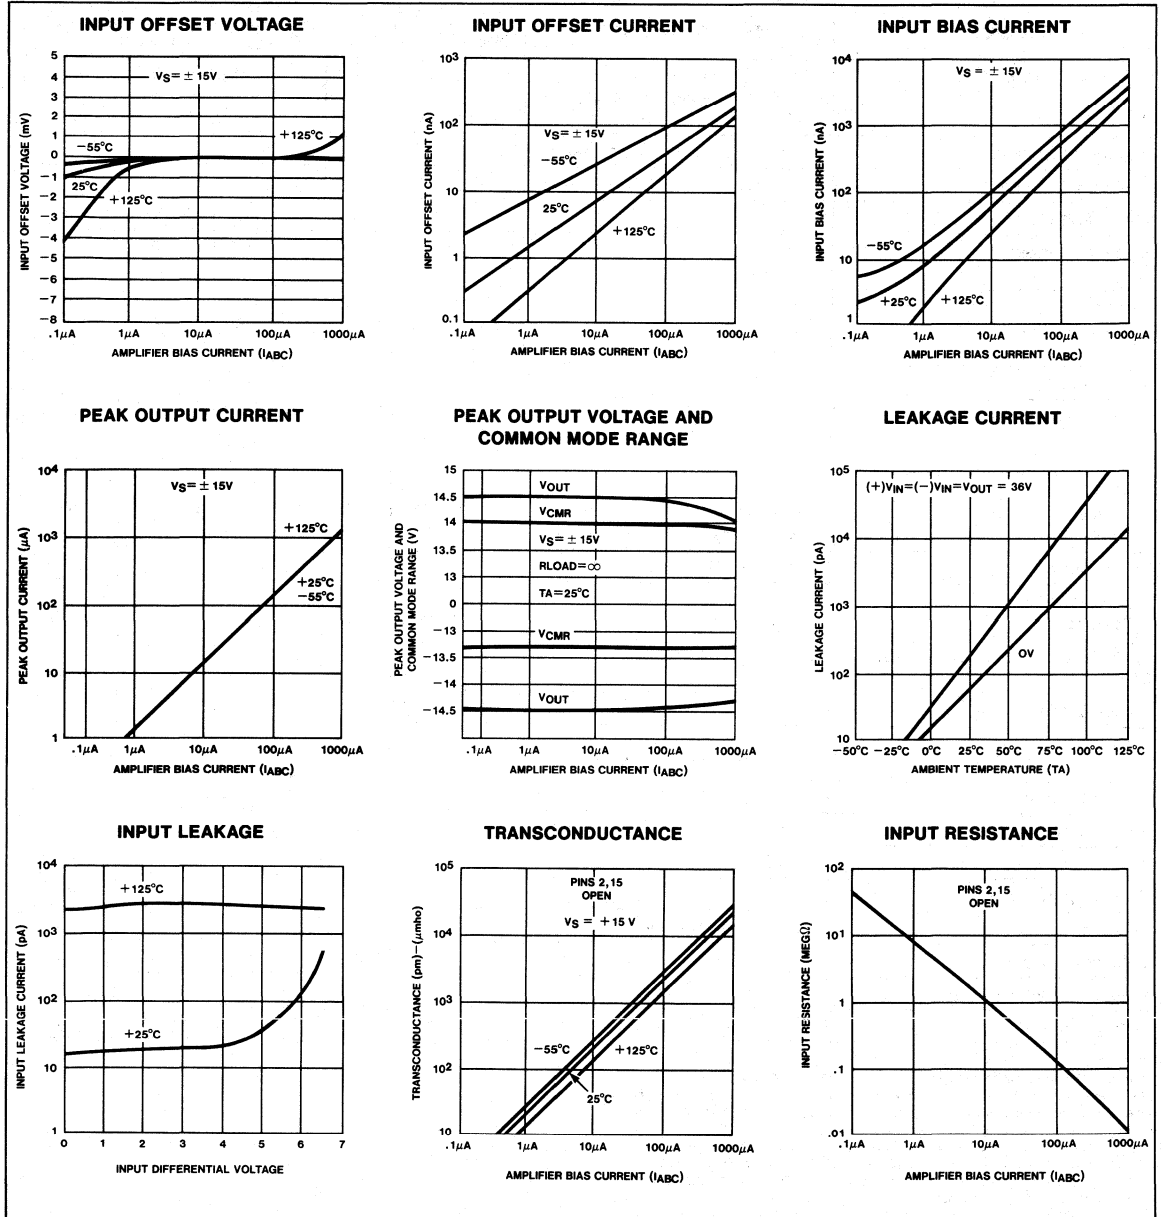 INPUT OFFSET VOLTAGE
5
4
3
2
1
0
−1
−2
−3
−4
−5
−6
−7
−8
INPUT OFFSET VOLTAGE (mV)
VS= ± 15V
+125°C
−55°C
25°C
+125°C
.1μA 1μA 10μA 100μA 1000μA
AMPLIFIER BIAS CURRENT (IABC)
INPUT OFFSET CURRENT
10³
10²
10
1
0.1
INPUT OFFSET CURRENT (nA)
VS= ± 15V
−55°C
25°C
+125°C
.1μA 1μA 10μA 100μA 1000μA
AMPLIFIER BIAS CURRENT (IABC)
INPUT BIAS CURRENT
10⁴
10³
10²
10
1
INPUT BIAS CURRENT (nA)
VS = ±15V
−55°C
+25°C
+125°C
.1μA 1μA 10μA 100μA 1000μA
AMPLIFIER BIAS CURRENT (IABC)
PEAK OUTPUT CURRENT
10⁴
10³
10²
10
1
PEAK OUTPUT CURRENT (μA)
VS= ± 15V
+125°C
+25°C
−55°C
.1μA 1μA 10μA 100μA 1000μA
AMPLIFIER BIAS CURRENT (IABC)
PEAK OUTPUT VOLTAGE AND
COMMON MODE RANGE
15
14.5
14
13.5
13
0
−13
−13.5
−14
−14.5
PEAK OUTPUT VOLTAGE AND
COMMON MODE RANGE (V)
VOUT
VCMR
VS= ±15V
RLOAD=∞
TA=25°C
VCMR
VOUT
.1μA 1μA 10μA 100μA 1000μA
AMPLIFIER BIAS CURRENT (IABC)
LEAKAGE CURRENT
10⁵
10⁴
10³
10²
10
LEAKAGE CURRENT (pA)
(+)VIN=(−)VIN=VOUT = 36V
OV
−50°C −25°C 0°C 25°C 50°C 75°C 100°C 125°C
AMBIENT TEMPERATURE (TA)
INPUT LEAKAGE
10⁴
10³
10²
10
1
INPUT LEAKAGE CURRENT (pA)
+125°C
+25°C
0 1 2 3 4 5 6 7
INPUT DIFFERENTIAL VOLTAGE
TRANSCONDUCTANCE
10⁵
10⁴
10³
10²
10
TRANSCONDUCTANCE (pm)−(μmho)
PINS 2,15
OPEN
VS = +15 V
−55°C
+125°C
25°C
.1μA 1μA 10μA 100μA 1000μA
AMPLIFIER BIAS CURRENT (IABC)
INPUT RESISTANCE
10²
10¹
1
.1
.01
INPUT RESISTANCE (MEGΩ)
PINS 2,15
OPEN
.1μA 1μA 10μA 100μA 1000μA
AMPLIFIER BIAS CURRENT (IABC)